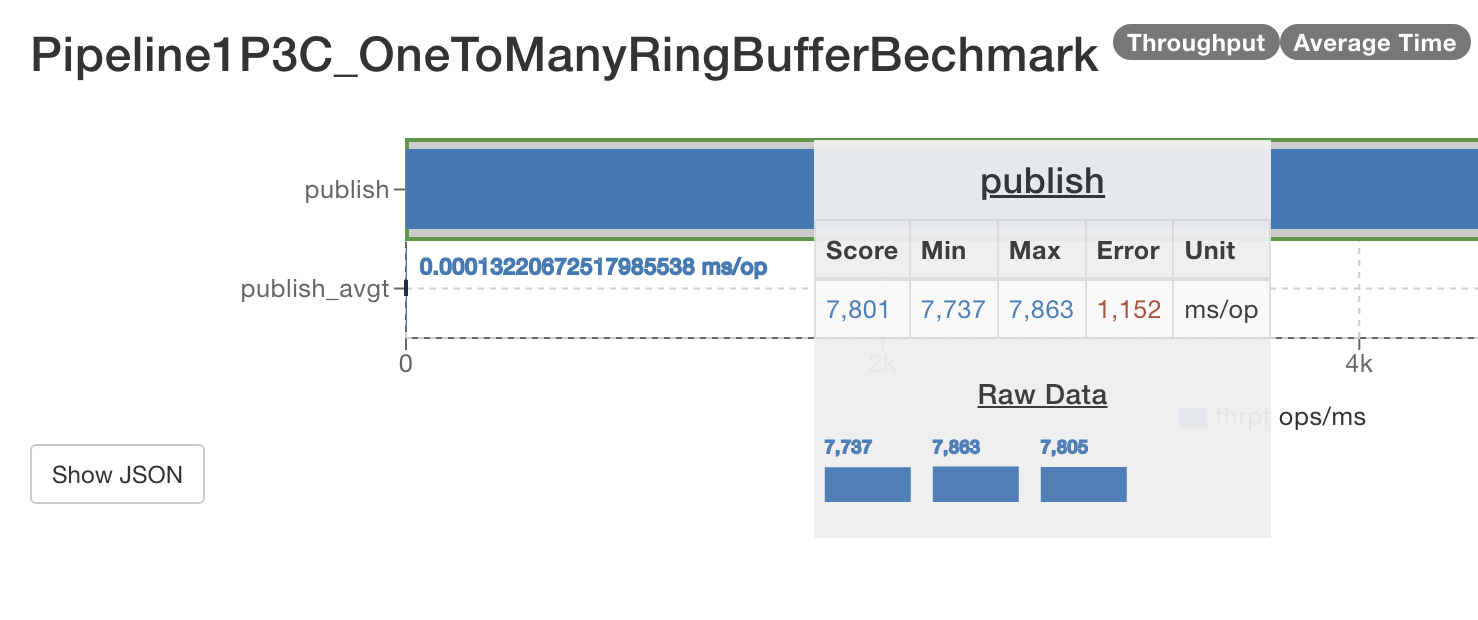 Pipeline1P3C_OneToManyRingBufferBechmark Throughput Average Time
publish
publish
Score Min Max Error Unit
0.00013220672517985538 ms/op
publish_avgt
7,801 7,737 7,863 1,152 ms/op
0 2k 4k
Raw Data
thrpt ops/ms
7,737 7,863 7,805
Show JSON